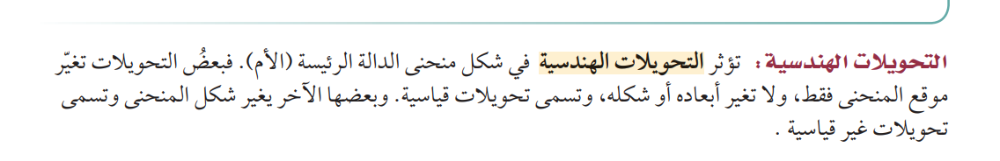 التحويلات الهندسية: تؤثر التحويلات الهندسية في شكل منحنى الدالة الرئيسة (الأم). فبعضُ التحويلات تغيّر
موقع المنحنى فقط، ولا تغير أبعاده أو شكله، وتسمى تحويلات قياسية. وبعضها الآخر يغير شكل المنحنى وتسمى
تحويلات غير قياسية .